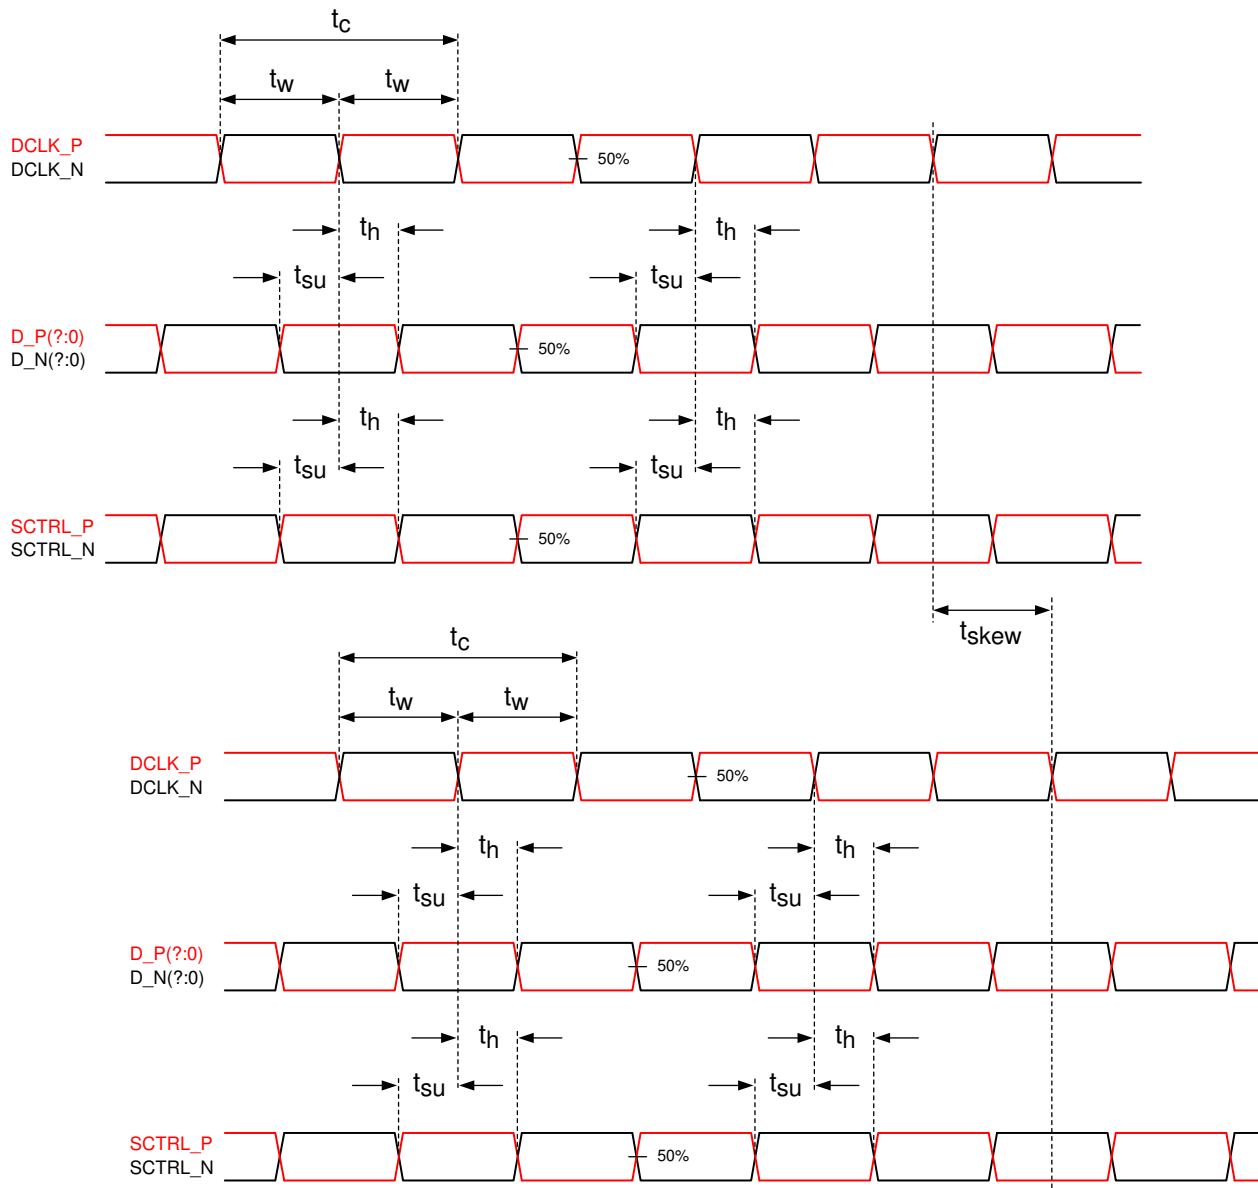 tc
tw tw
DCLK_P
DCLK_N
50%
th th
tsu tsu
D_P(?:0)
D_N(?:0)
50%
th th
tsu tsu
SCTRL_P
SCTRL_N
50%
tskew
tc
tw tw
DCLK_P
DCLK_N
50%
th th
tsu tsu
D_P(?:0)
D_N(?:0)
50%
th th
tsu tsu
SCTRL_P
SCTRL_N
50%